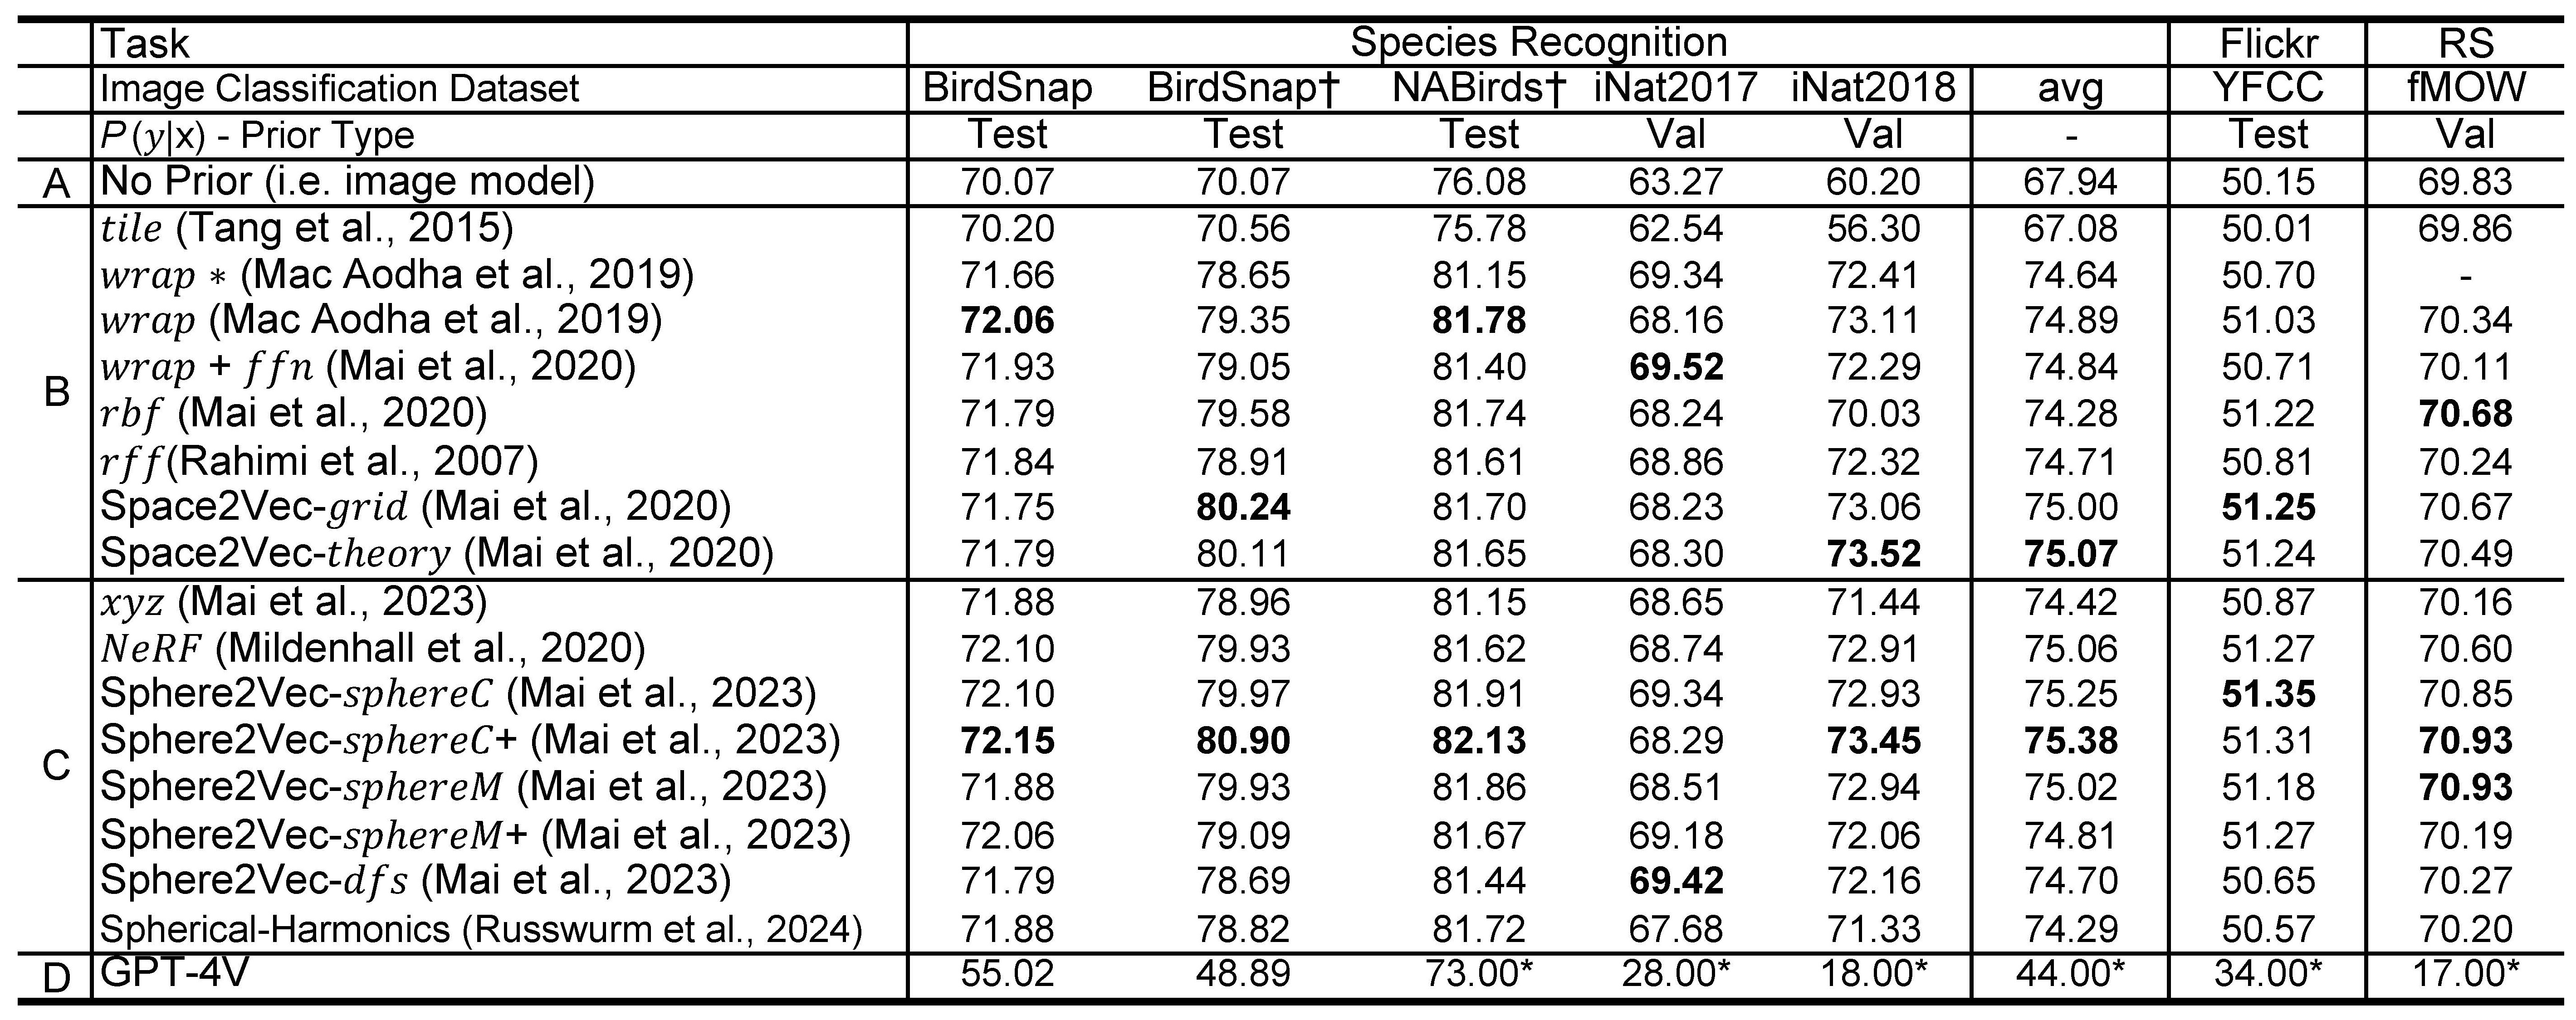 Task Species Recognition Flickr RS
Image Classification Dataset BirdSnap BirdSnap† NABirds† iNat2017 iNat2018 avg YFCC fMOW
P(y|x) - Prior Type Test Test Test Val Val - Test Val
A No Prior (i.e. image model) 70.07 70.07 76.08 63.27 60.20 67.94 50.15 69.83
tile (Tang et al., 2015) 70.20 70.56 75.78 62.54 56.30 67.08 50.01 69.86
wrap ∗ (Mac Aodha et al., 2019) 71.66 78.65 81.15 69.34 72.41 74.64 50.70 -
wrap (Mac Aodha et al., 2019) 72.06 79.35 81.78 68.16 73.11 74.89 51.03 70.34
B wrap + ffn (Mai et al., 2020) 71.93 79.05 81.40 69.52 72.29 74.84 50.71 70.11
rbf (Mai et al., 2020) 71.79 79.58 81.74 68.24 70.03 74.28 51.22 70.68
rff(Rahimi et al., 2007) 71.84 78.91 81.61 68.86 72.32 74.71 50.81 70.24
Space2Vec-grid (Mai et al., 2020) 71.75 80.24 81.70 68.23 73.06 75.00 51.25 70.67
Space2Vec-theory (Mai et al., 2020) 71.79 80.11 81.65 68.30 73.52 75.07 51.24 70.49
xyz (Mai et al., 2023) 71.88 78.96 81.15 68.65 71.44 74.42 50.87 70.16
NeRF (Mildenhall et al., 2020) 72.10 79.93 81.62 68.74 72.91 75.06 51.27 70.60
Sphere2Vec-sphereC (Mai et al., 2023) 72.10 79.97 81.91 69.34 72.93 75.25 51.35 70.85
C Sphere2Vec-sphereC+ (Mai et al., 2023) 72.15 80.90 82.13 68.29 73.45 75.38 51.31 70.93
Sphere2Vec-sphereM (Mai et al., 2023) 71.88 79.93 81.86 68.51 72.94 75.02 51.18 70.93
Sphere2Vec-sphereM+ (Mai et al., 2023) 72.06 79.09 81.67 69.18 72.06 74.81 51.27 70.19
Sphere2Vec-dfs (Mai et al., 2023) 71.79 78.69 81.44 69.42 72.16 74.70 50.65 70.27
Spherical-Harmonics (Russwurm et al., 2024) 71.88 78.82 81.72 67.68 71.33 74.29 50.57 70.20
D GPT-4V 55.02 48.89 73.00* 28.00* 18.00* 44.00* 34.00* 17.00*